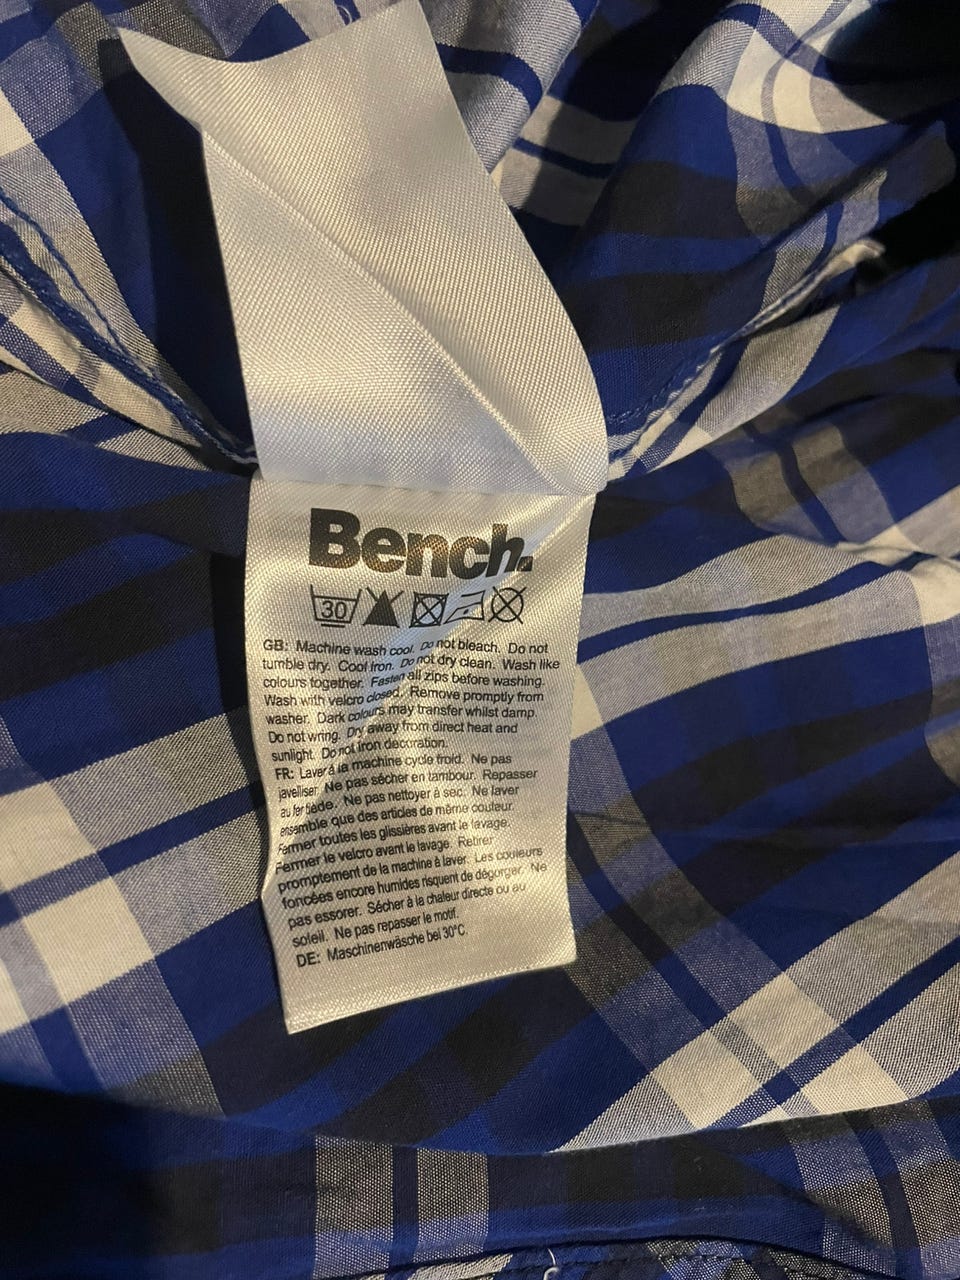 Bench.
30
GB: Machine wash cool. Do not bleach. Do not
tumble dry. Cool iron. Do not dry clean. Wash like
colours together. Fasten all zips before washing.
Wash with velcro closed. Remove promptly from
washer. Dark colours may transfer whilst damp.
Do not wring. Dry away from direct heat and
sunlight. Do not iron decoration.
FR: Laver à la machine cycle froid. Ne pas
javelliser. Ne pas sécher en tambour. Repasser
au fer tiède. Ne pas nettoyer à sec. Ne laver
ensemble que des articles de même couleur.
Fermer toutes les glissières avant le lavage.
Fermer le velcro avant le lavage. Retirer
promptement de la machine à laver. Les couleurs
foncées encore humides risquent de dégorger. Ne
pas essorer. Sécher à la chaleur directe ou au
soleil. Ne pas repasser le motif.
DE: Maschinenwäsche bei 30°C